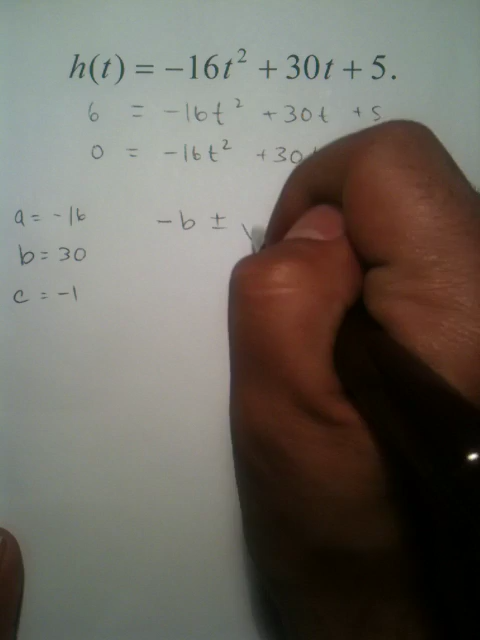 h(t) = −16t² + 30t + 5.
6 = -16t² +30t +5
0 = -16t² +30
a = -16
b = 30
c = -1
-b ±